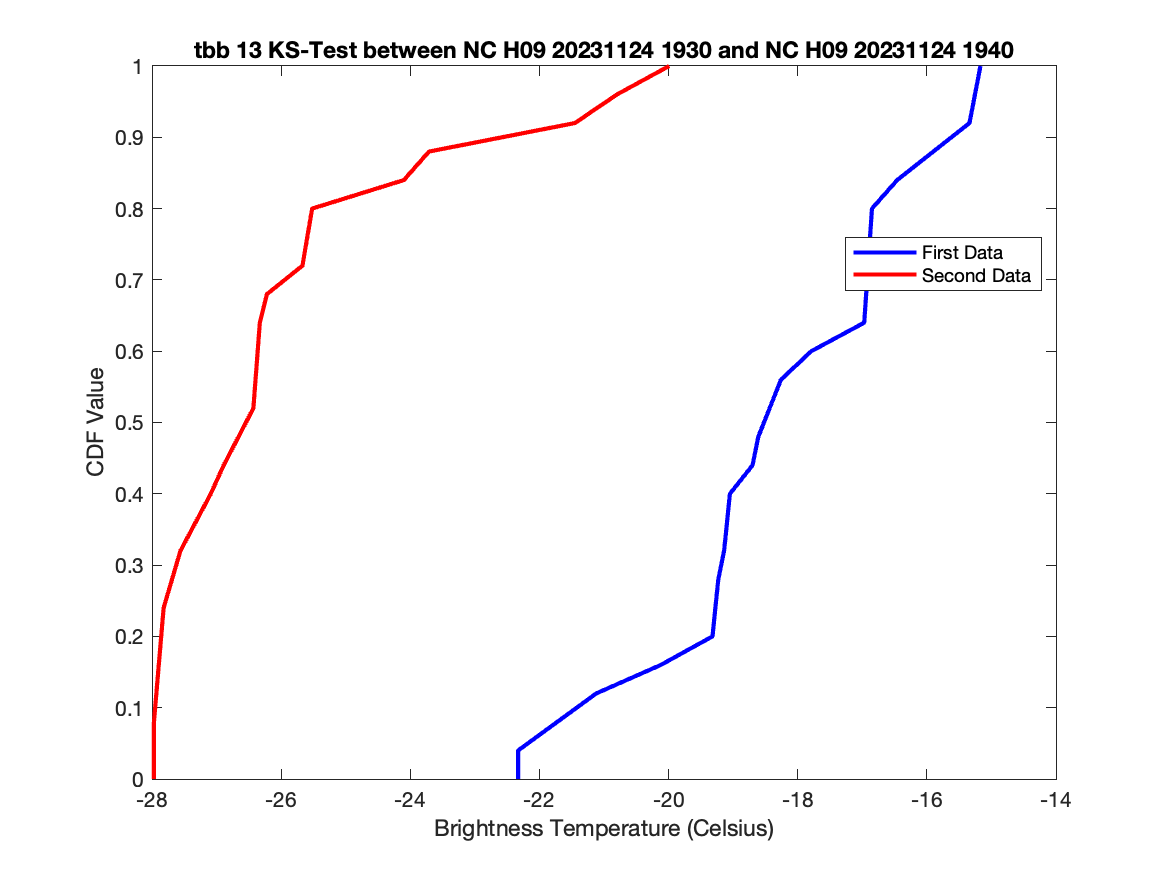 tbb 13 KS-Test between NC H09 20231124 1930 and NC H09 20231124 1940
1
0.9
0.8
0.7
0.6
0.5
0.4
0.3
0.2
0.1
0
CDF Value
First Data
Second Data
-28 -26 -24 -22 -20 -18 -16 -14
Brightness Temperature (Celsius)